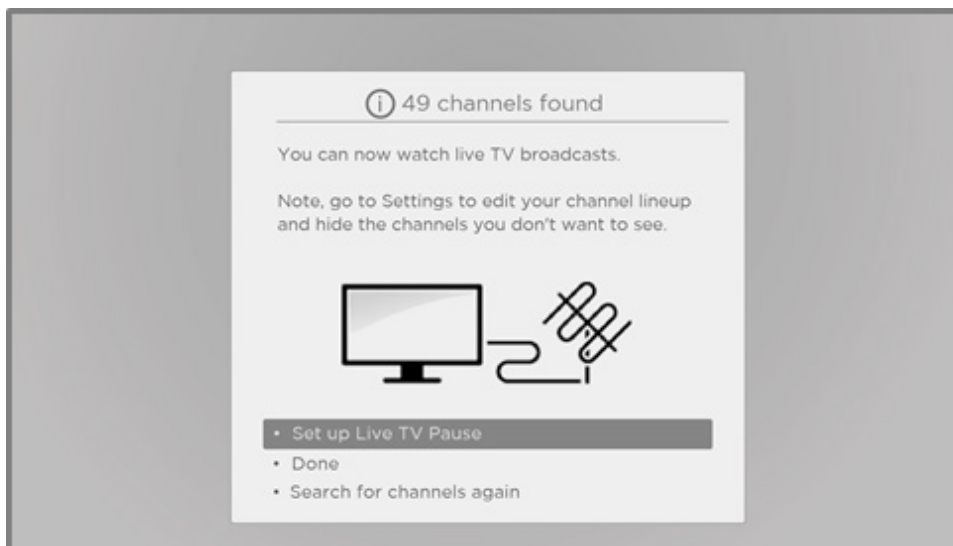 49 channels found
You can now watch live TV broadcasts.
Note, go to Settings to edit your channel lineup
and hide the channels you don't want to see.
• Set up Live TV Pause
• Done
• Search for channels again